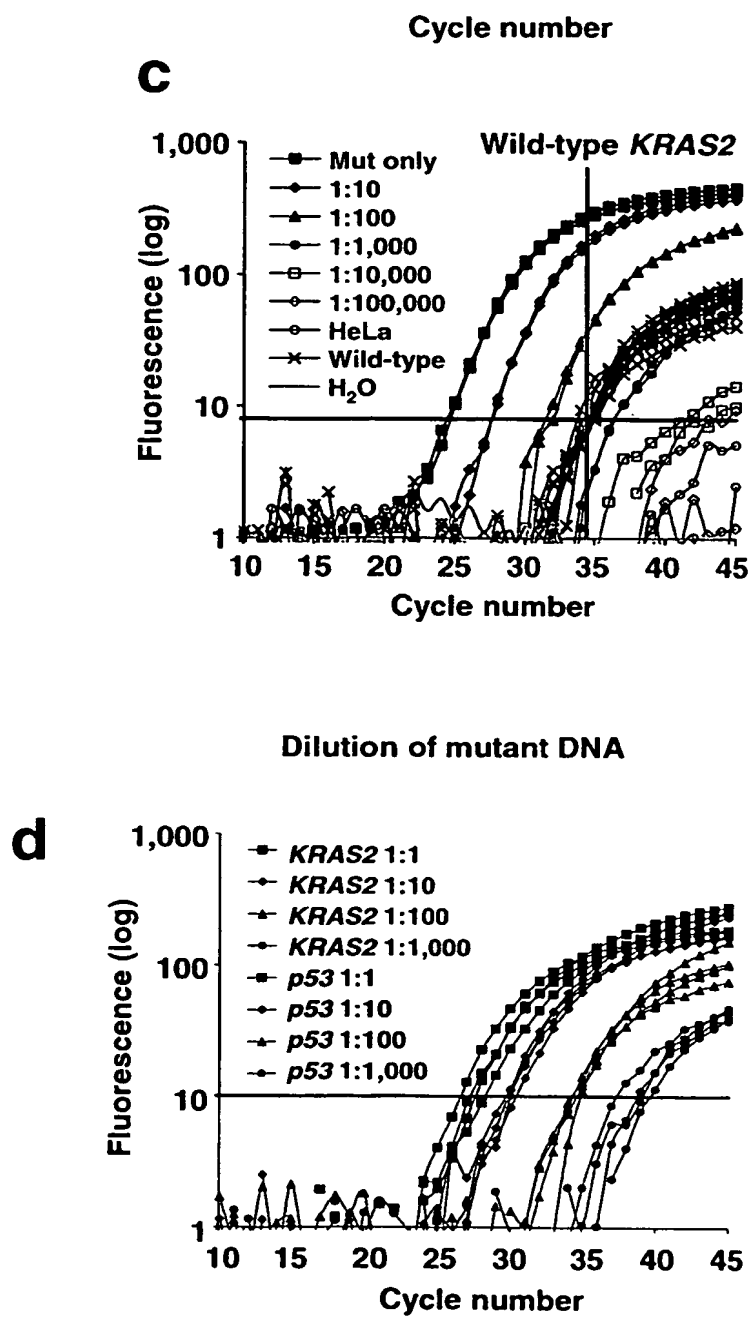 Cycle number
c
Wild-type KRAS2
1,000
100
10
1
Fluorescence (log)
Mut only
1:10
1:100
1:1,000
1:10,000
1:100,000
HeLa
Wild-type
H₂O
10 15 20 25 30 35 40 45
Cycle number
Dilution of mutant DNA
d
1,000
100
10
1
Fluorescence (log)
KRAS2 1:1
KRAS2 1:10
KRAS2 1:100
KRAS2 1:1,000
p53 1:1
p53 1:10
p53 1:100
p53 1:1,000
10 15 20 25 30 35 40 45
Cycle number